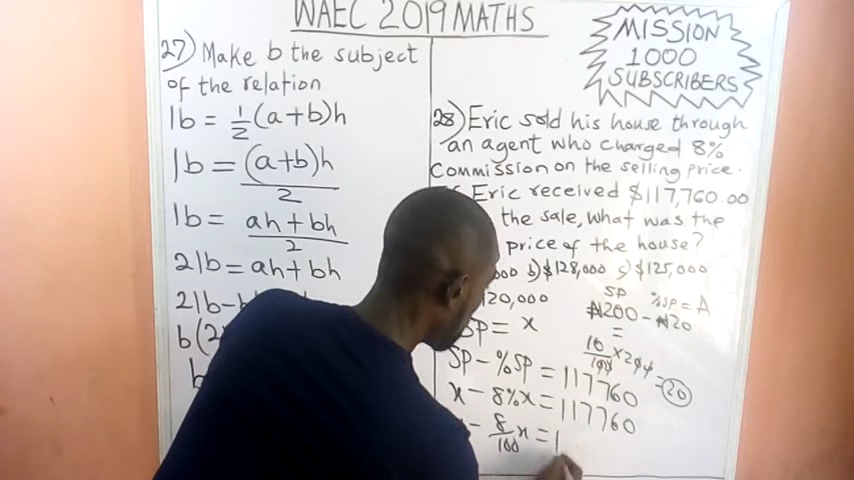 WAEC 2019 MATHS
MISSION
1000
SUBSCRIBERS
27) Make b the subject
of the relation
lb = 1/2 (a+b)h
lb = (a+b)h / 2
lb = ah + bh / 2
2lb = ah + bh
2lb - b
b(2
b
28) Eric sold his house through
an agent who charged 8%
Commission on the selling price.
Eric received $117,760.00
the sale, what was the
price of the house?
000 b) $128,000 c) $125,000
120,000
SP = x
SP - %SP = 117760
x - 8%x = 117760
- 8/100 x = 1
SP %SP = A
₦200 - ₦20
=
10/100 × 200 = 20